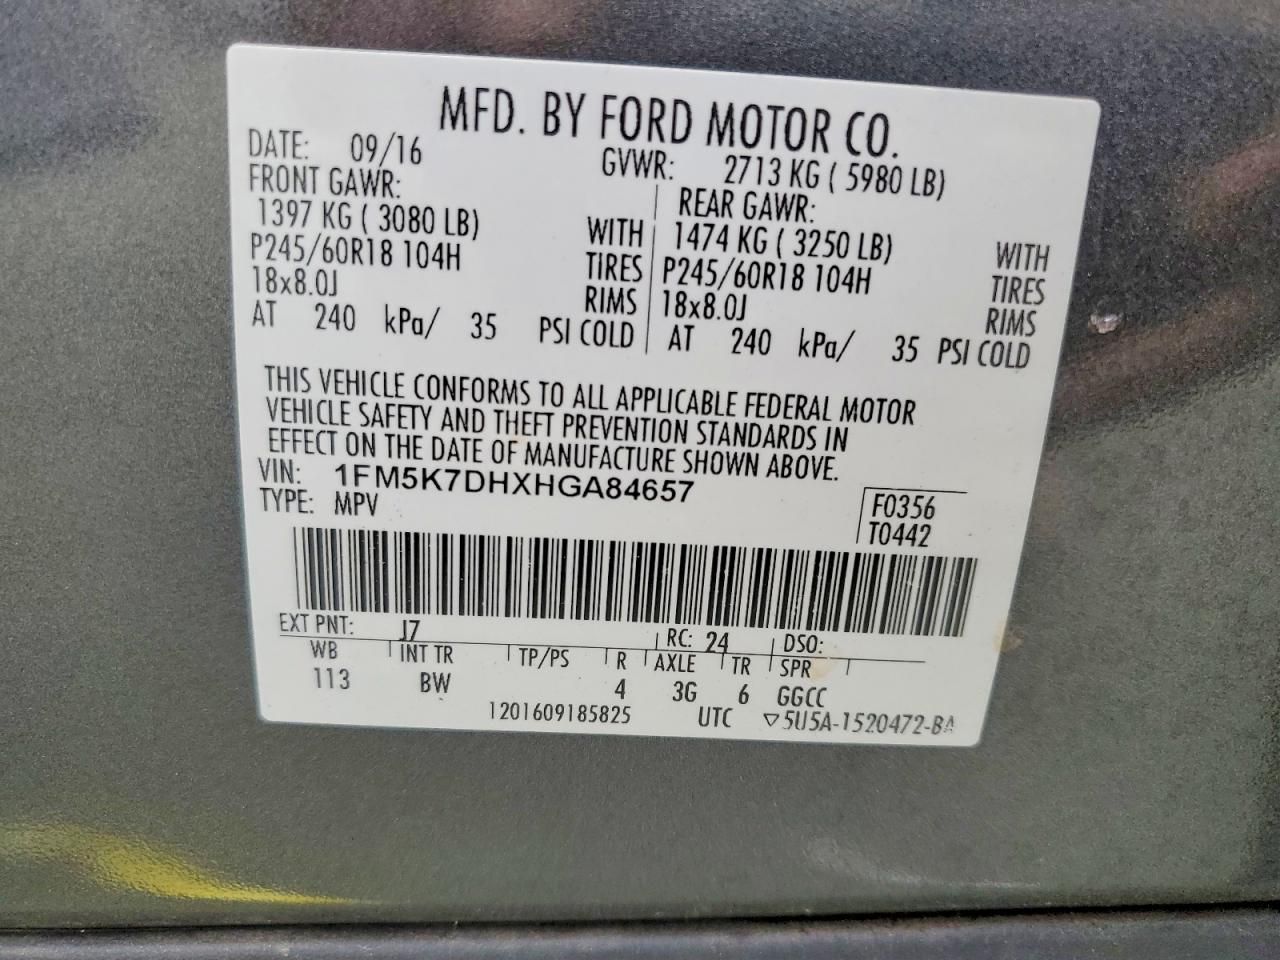 MFD. BY FORD MOTOR CO.
DATE: 09/16 GVWR: 2713 KG ( 5980 LB)
FRONT GAWR: REAR GAWR:
1397 KG ( 3080 LB) WITH 1474 KG ( 3250 LB) WITH
P245/60R18 104H TIRES P245/60R18 104H TIRES
18x8.0J RIMS 18x8.0J RIMS
AT 240 kPa/ 35 PSI COLD AT 240 kPa/ 35 PSI COLD
THIS VEHICLE CONFORMS TO ALL APPLICABLE FEDERAL MOTOR
VEHICLE SAFETY AND THEFT PREVENTION STANDARDS IN
EFFECT ON THE DATE OF MANUFACTURE SHOWN ABOVE.
VIN: 1FM5K7DHXHGA84657
TYPE: MPV
F0356
T0442
EXT PNT: J7 RC: 24 DSO:
WB INT TR TP/PS R AXLE TR SPR
113 BW 4 3G 6 GGCC
1201609185825 UTC ▽5U5A-1520472-BA